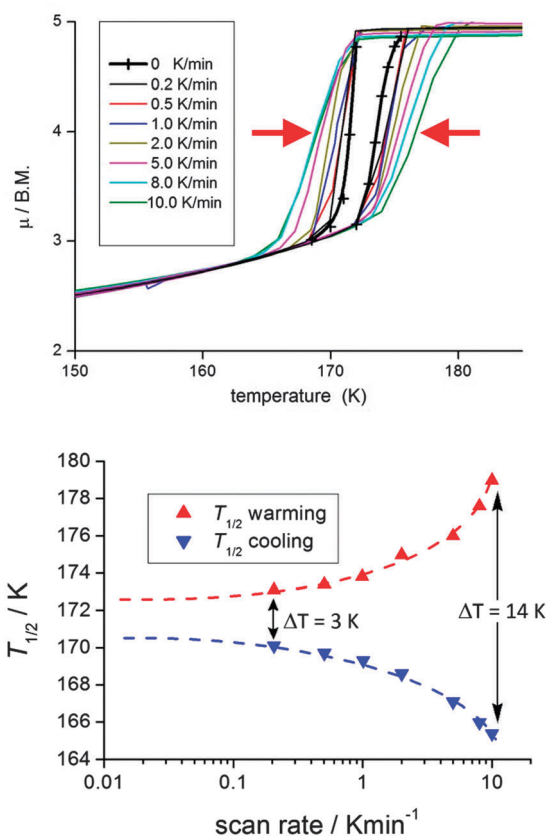 5
4
3
2
μ / B.M.
0 K/min
0.2 K/min
0.5 K/min
1.0 K/min
2.0 K/min
5.0 K/min
8.0 K/min
10.0 K/min
150 160 170 180
temperature (K)
180
178
176
174
172
170
168
166
164
T1/2 / K
T1/2 warming
T1/2 cooling
ΔT = 3 K
ΔT = 14 K
0.01 0.1 1 10
scan rate / Kmin-1